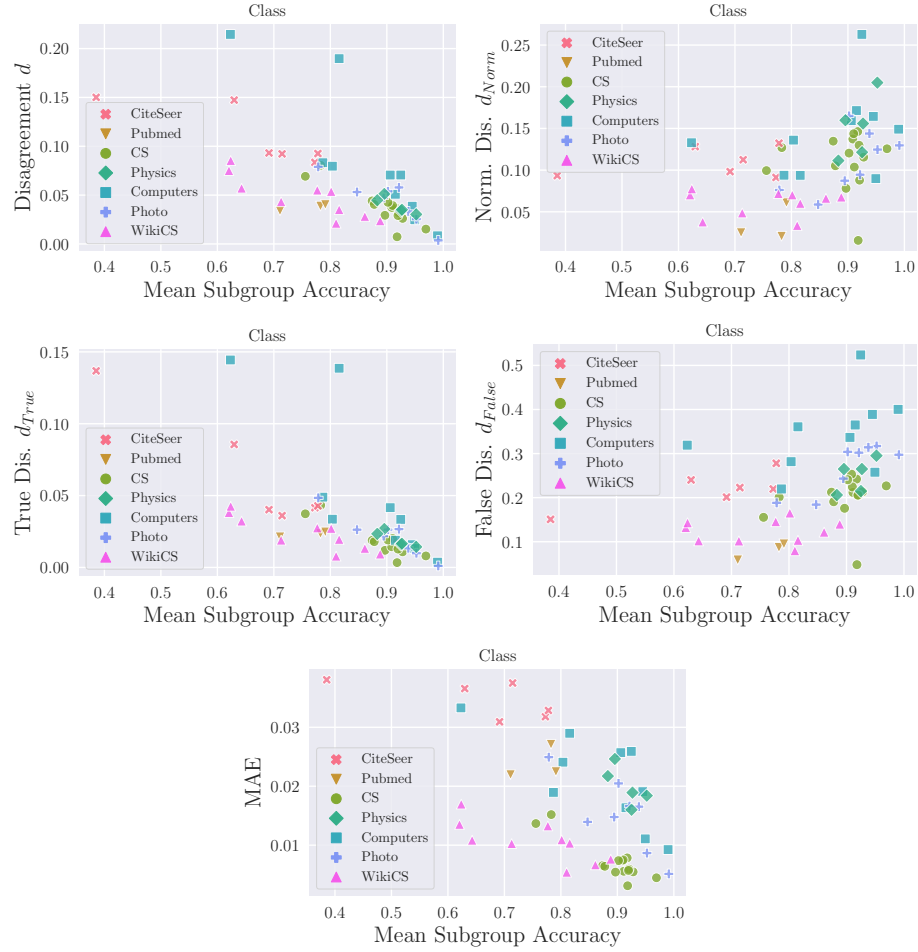 Class
0.20
0.15
0.10
0.05
0.00
Disagreement d
CiteSeer
Pubmed
CS
Physics
Computers
Photo
WikiCS
0.4 0.5 0.6 0.7 0.8 0.9 1.0
Mean Subgroup Accuracy
Class
0.25
0.20
0.15
0.10
0.05
Norm. Dis. d_Norm
CiteSeer
Pubmed
CS
Physics
Computers
Photo
WikiCS
0.4 0.5 0.6 0.7 0.8 0.9 1.0
Mean Subgroup Accuracy
Class
0.15
0.10
0.05
0.00
True Dis. d_True
CiteSeer
Pubmed
CS
Physics
Computers
Photo
WikiCS
0.4 0.5 0.6 0.7 0.8 0.9 1.0
Mean Subgroup Accuracy
Class
0.5
0.4
0.3
0.2
0.1
False Dis. d_False
CiteSeer
Pubmed
CS
Physics
Computers
Photo
WikiCS
0.4 0.5 0.6 0.7 0.8 0.9 1.0
Mean Subgroup Accuracy
Class
0.03
0.02
0.01
MAE
CiteSeer
Pubmed
CS
Physics
Computers
Photo
WikiCS
0.4 0.5 0.6 0.7 0.8 0.9 1.0
Mean Subgroup Accuracy